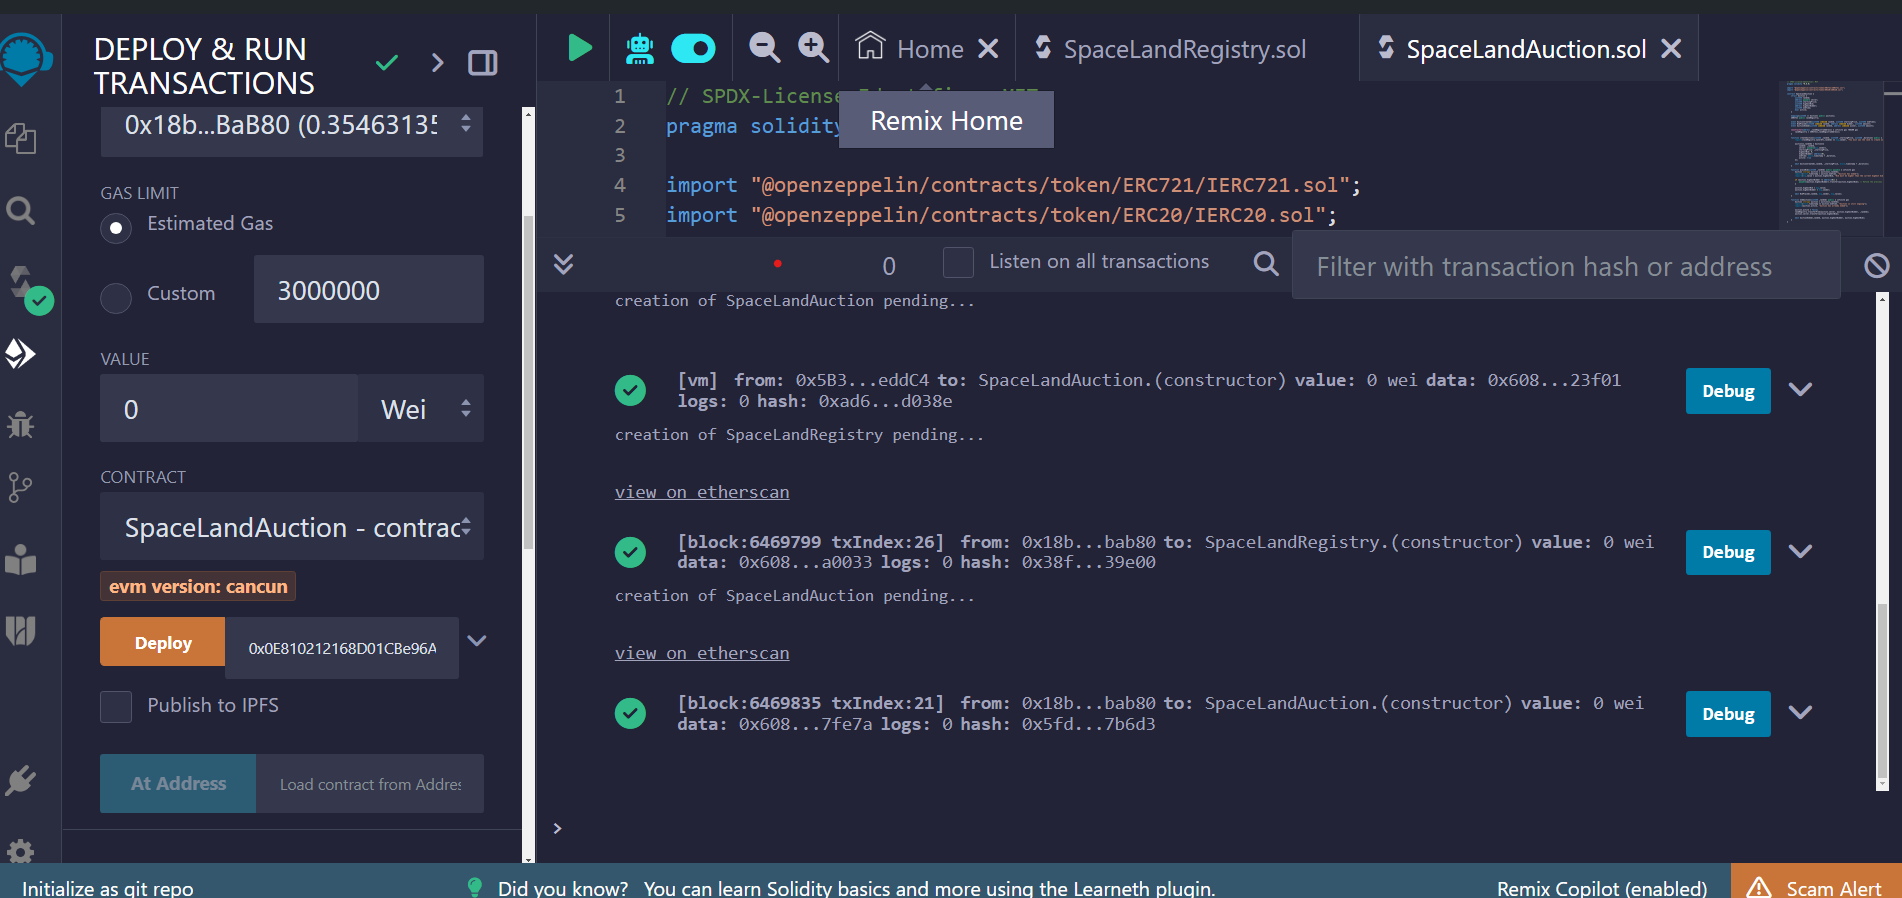 DEPLOY & RUN
TRANSACTIONS
0x18b...BaB80 (0.35463135
GAS LIMIT
Estimated Gas
Custom
3000000
VALUE
0
Wei
CONTRACT
SpaceLandAuction - contrac
evm version: cancun
Deploy
0x0E810212168D01CBe96A
Publish to IPFS
At Address
Load contract from Addres
Home
SpaceLandRegistry.sol
SpaceLandAuction.sol
Remix Home
1 // SPDX-License
2 pragma solidity
3
4 import "@openzeppelin/contracts/token/ERC721/IERC721.sol";
5 import "@openzeppelin/contracts/token/ERC20/IERC20.sol";
0
Listen on all transactions
Filter with transaction hash or address
creation of SpaceLandAuction pending...
[vm] from: 0x5B3...eddC4 to: SpaceLandAuction.(constructor) value: 0 wei data: 0x608...23f01
logs: 0 hash: 0xad6...d038e
Debug
creation of SpaceLandRegistry pending...
view on etherscan
[block:6469799 txIndex:26] from: 0x18b...bab80 to: SpaceLandRegistry.(constructor) value: 0 wei
data: 0x608...a0033 logs: 0 hash: 0x38f...39e00
Debug
creation of SpaceLandAuction pending...
view on etherscan
[block:6469835 txIndex:21] from: 0x18b...bab80 to: SpaceLandAuction.(constructor) value: 0 wei
data: 0x608...7fe7a logs: 0 hash: 0x5fd...7b6d3
Debug
>
Initialize as git repo
Did you know? You can learn Solidity basics and more using the Learneth plugin.
Remix Copilot (enabled)
Scam Alert